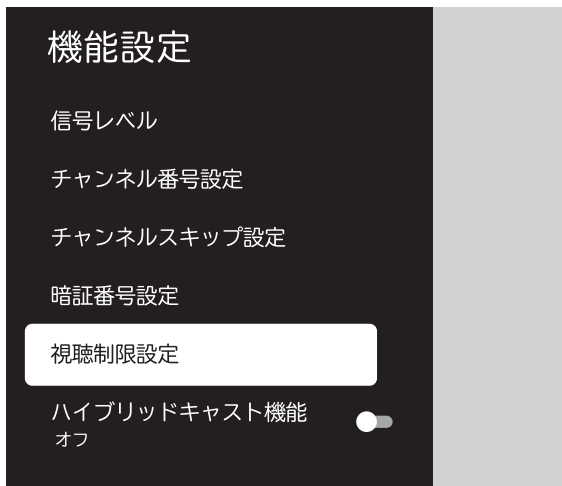 機能設定
信号レベル
チャンネル番号設定
チャンネルスキップ設定
暗証番号設定
視聴制限設定
ハイブリッドキャスト機能
オフ